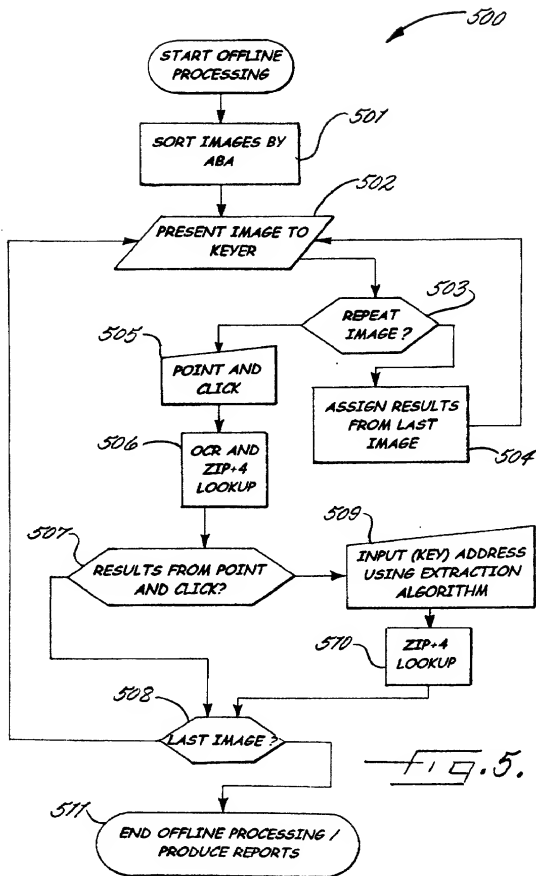 500
START OFFLINE
PROCESSING
501
SORT IMAGES BY
ABA
502
PRESENT IMAGE TO
KEYER
503
REPEAT
IMAGE ?
505
POINT AND
CLICK
ASSIGN RESULTS
FROM LAST
IMAGE
504
506
OCR AND
ZIP+4
LOOKUP
507
RESULTS FROM POINT
AND CLICK?
509
INPUT (KEY) ADDRESS
USING EXTRACTION
ALGORITHM
570
ZIP+4
LOOKUP
508
LAST IMAGE ?
Fig. 5.
511
END OFFLINE PROCESSING /
PRODUCE REPORTS